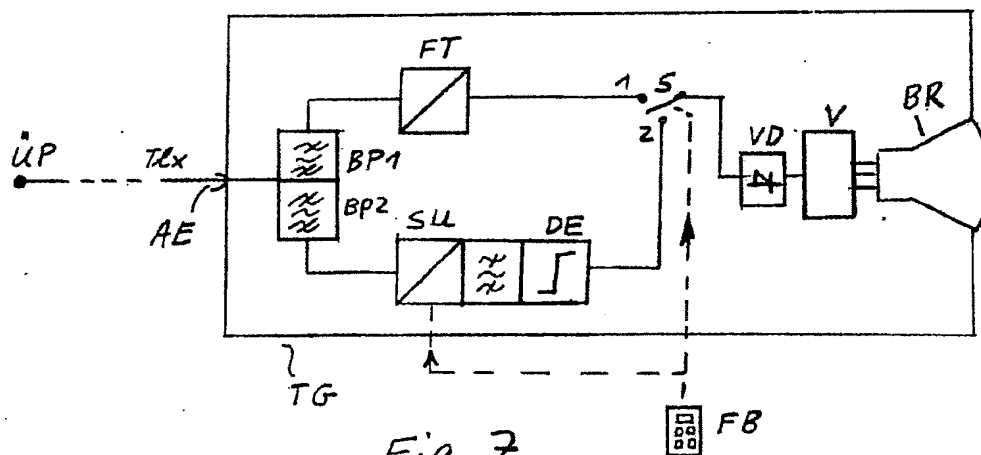 FT
1
S
BR
V
VD
2
ÜP
Tlx
BP1
BP2
AE
SU
DE
TG
FB
Fig. 7